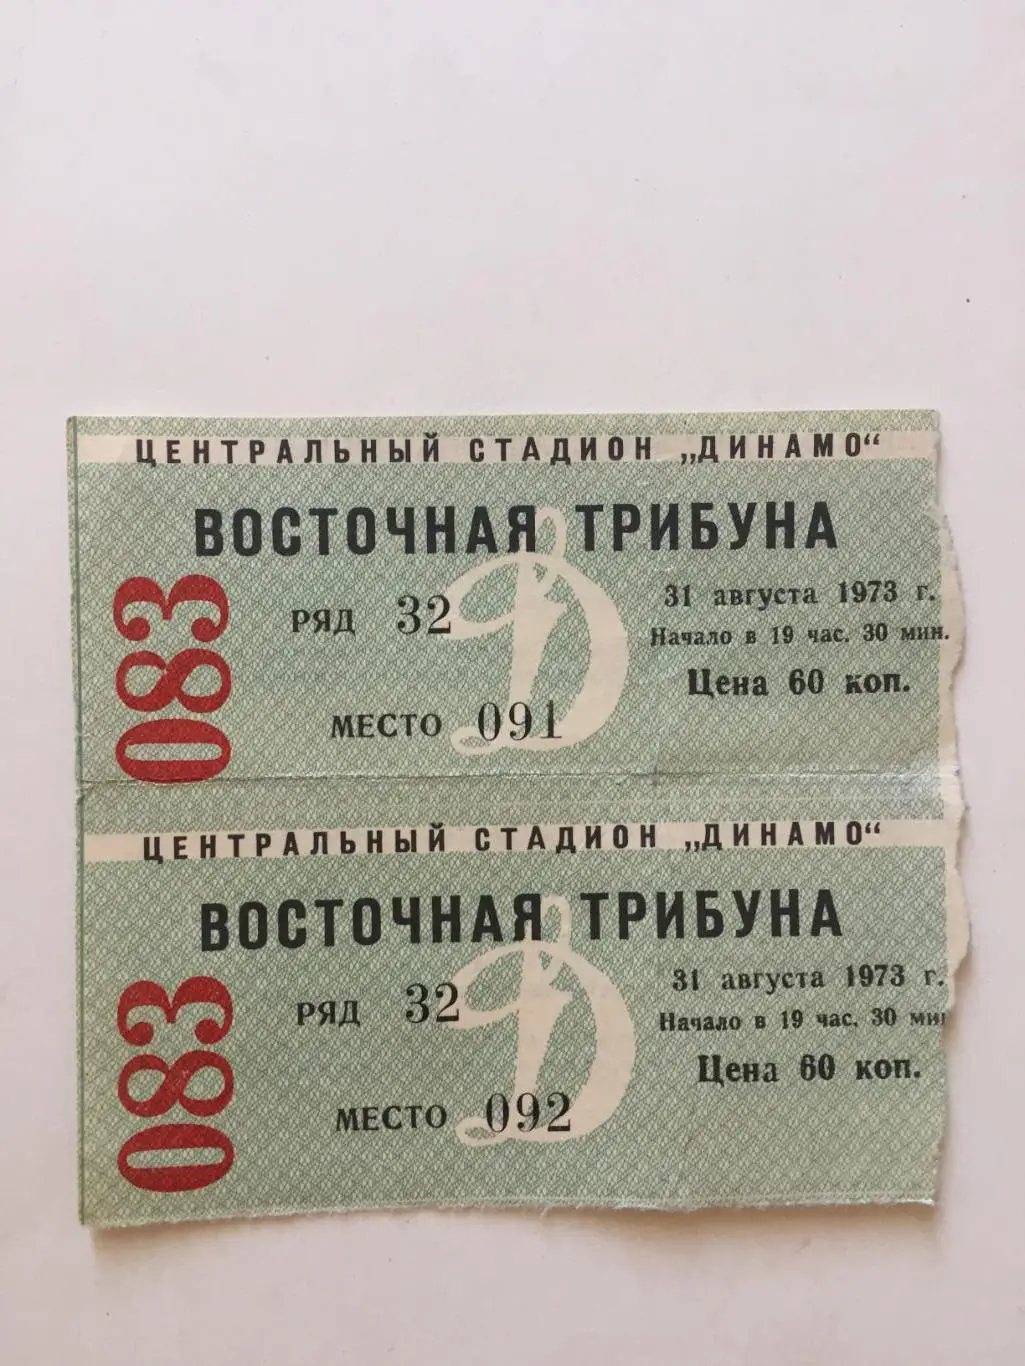 ЦЕНТРАЛЬНЫЙ СТАДИОН „ДИНАМО“
ВОСТОЧНАЯ ТРИБУНА
083
РЯД 32
МЕСТО 091
31 августа 1973 г.
Начало в 19 час. 30 мин.
Цена 60 коп.
ЦЕНТРАЛЬНЫЙ СТАДИОН „ДИНАМО“
ВОСТОЧНАЯ ТРИБУНА
083
РЯД 32
МЕСТО 092
31 августа 1973 г.
Начало в 19 час. 30 мин
Цена 60 коп.
Д
Д